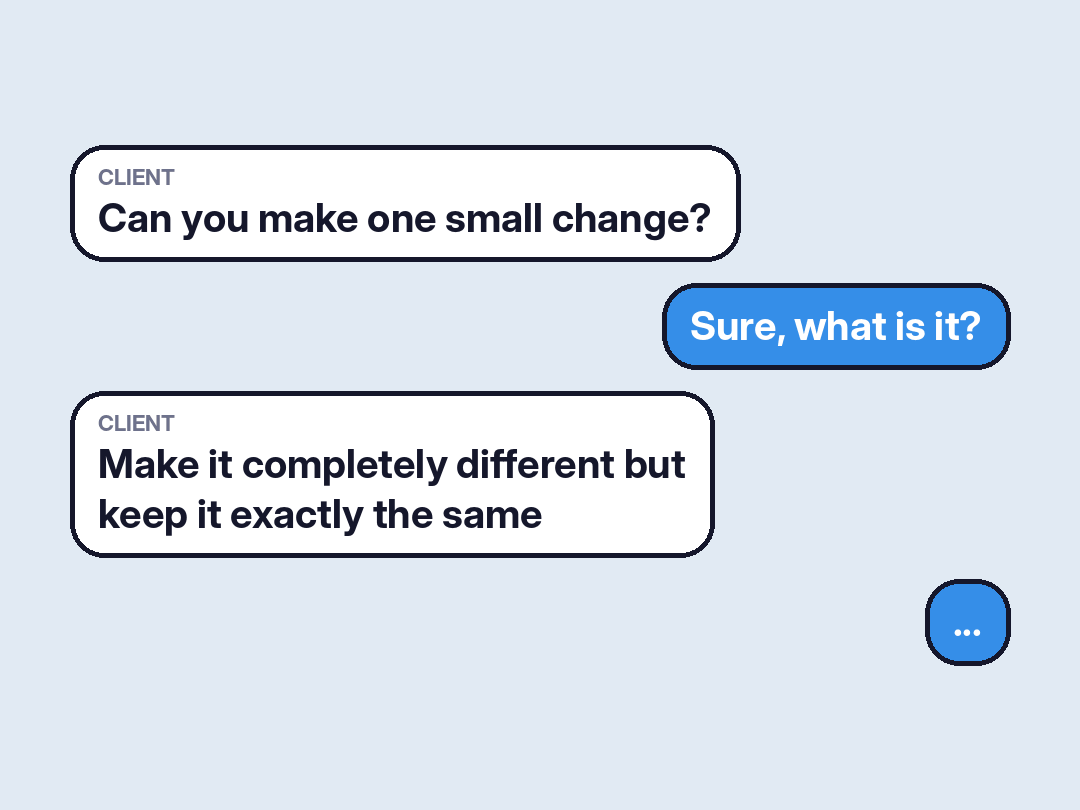 CLIENT
Can you make one small change?
Sure, what is it?
CLIENT
Make it completely different but
keep it exactly the same
...